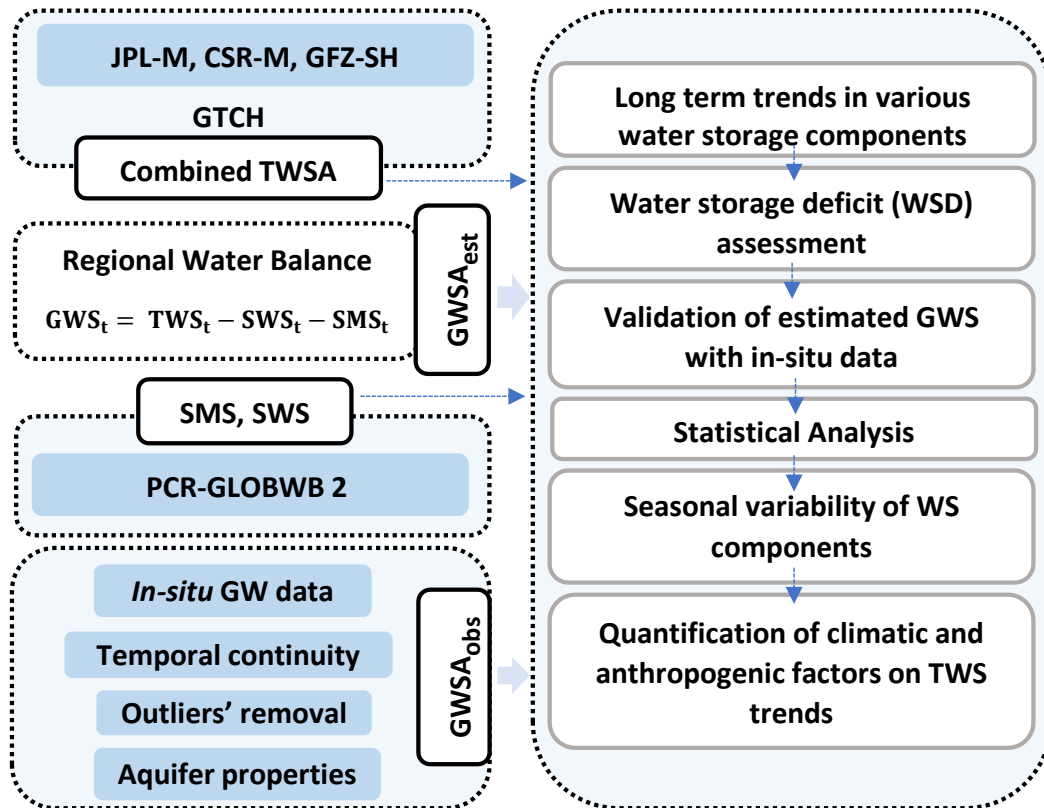 JPL-M, CSR-M, GFZ-SH
GTCH
Combined TWSA
Regional Water Balance
GWSₜ = TWSₜ − SWSₜ − SMSₜ
GWSA_est
SMS, SWS
PCR-GLOBWB 2
In-situ GW data
Temporal continuity
Outliers’ removal
Aquifer properties
GWSA_obs
Long term trends in various
water storage components
Water storage deficit (WSD)
assessment
Validation of estimated GWS
with in-situ data
Statistical Analysis
Seasonal variability of WS
components
Quantification of climatic and
anthropogenic factors on TWS
trends